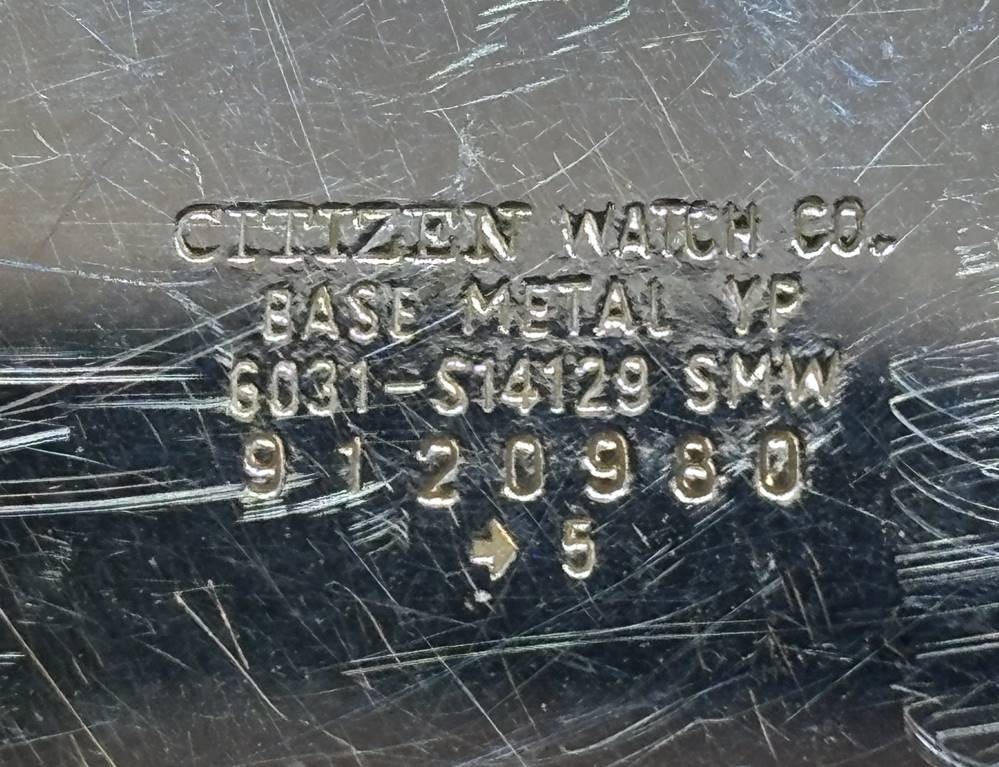 CITIZEN WATCH CO.
BASE METAL YP
6031-S14129 SMW
9120980
5